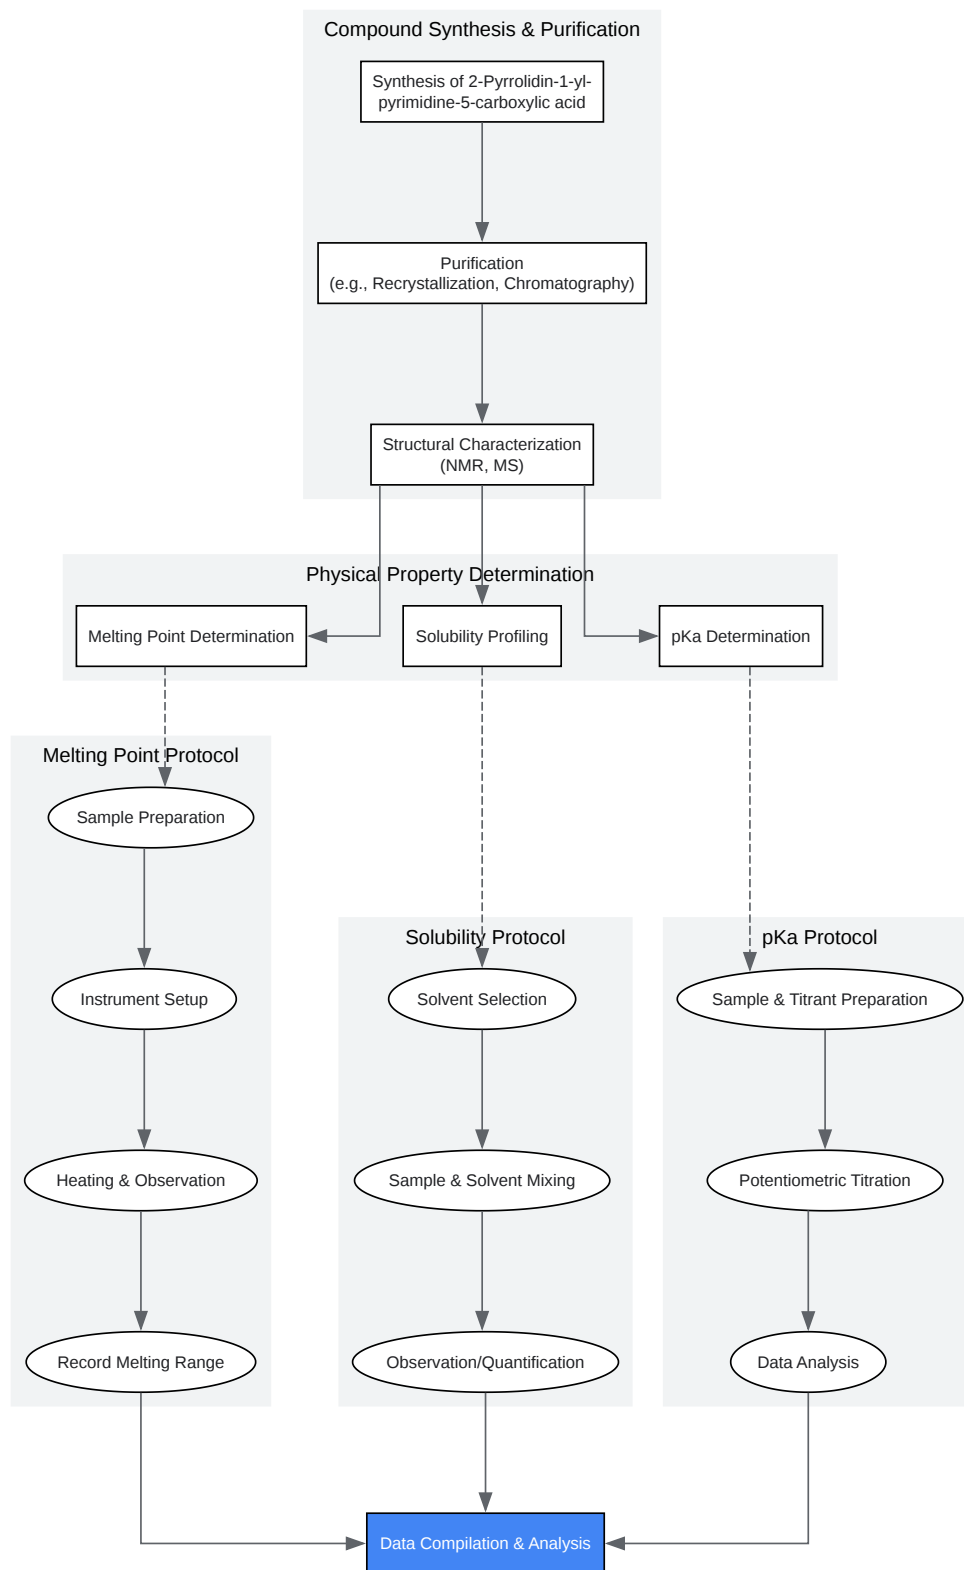 Compound Synthesis & Purification
Synthesis of 2-Pyrrolidin-1-yl-
pyrimidine-5-carboxylic acid
Purification
(e.g., Recrystallization, Chromatography)
Structural Characterization
(NMR, MS)
Physical Property Determination
Melting Point Determination
Solubility Profiling
pKa Determination
Melting Point Protocol
Sample Preparation
Instrument Setup
Heating & Observation
Record Melting Range
Solubility Protocol
Solvent Selection
Sample & Solvent Mixing
Observation/Quantification
pKa Protocol
Sample & Titrant Preparation
Potentiometric Titration
Data Analysis
Data Compilation & Analysis